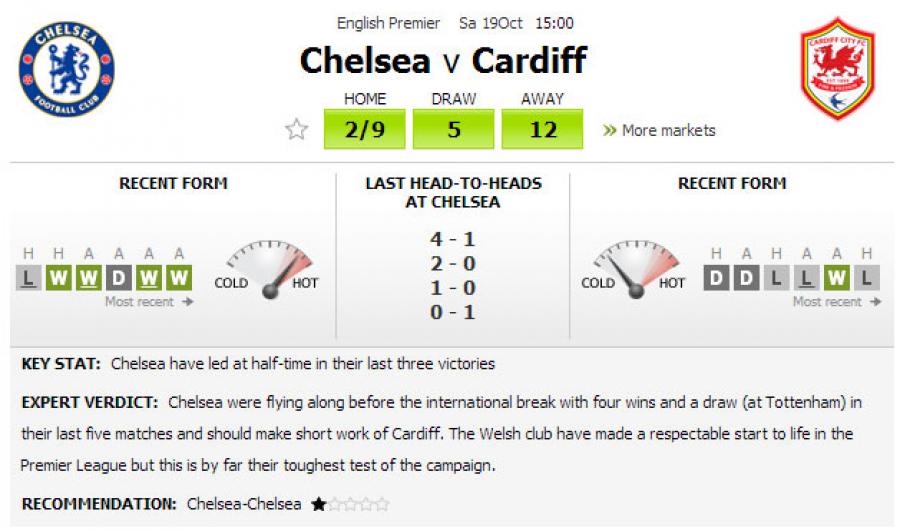 English Premier Sa 19Oct 15:00
Chelsea v Cardiff
HOME DRAW AWAY
2/9 5 12 More markets
CHELSEA
FOOTBALL CLUB
CARDIFF CITY FC
RECENT FORM
H H A A A A
L W W D W W
COLD HOT
Most recent
LAST HEAD-TO-HEADS
AT CHELSEA
4 - 1
2 - 0
1 - 0
0 - 1
RECENT FORM
COLD HOT
H A H A A H
D D L L W L
Most recent
KEY STAT: Chelsea have led at half-time in their last three victories
EXPERT VERDICT: Chelsea were flying along before the international break with four wins and a draw (at Tottenham) in
their last five matches and should make short work of Cardiff. The Welsh club have made a respectable start to life in the
Premier League but this is by far their toughest test of the campaign.
RECOMMENDATION: Chelsea-Chelsea